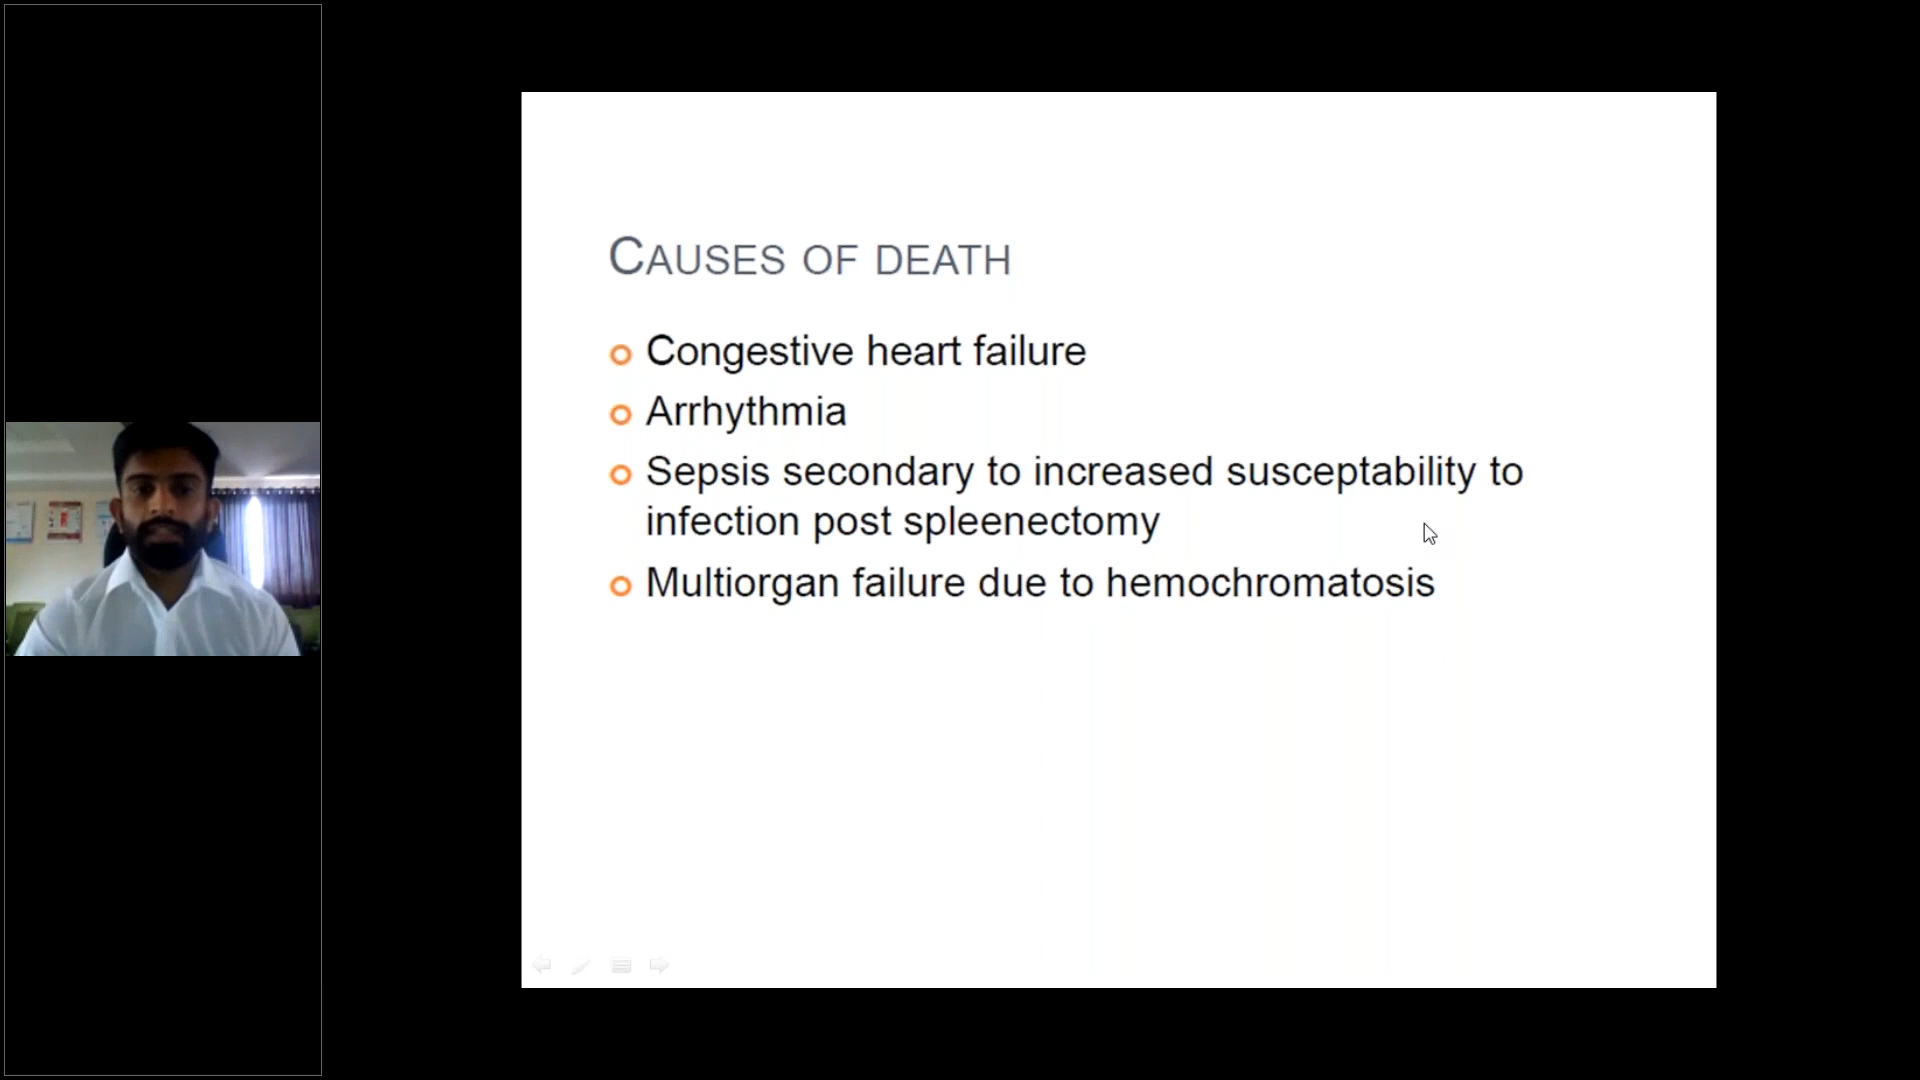 CAUSES OF DEATH
Congestive heart failure
Arrhythmia
Sepsis secondary to increased susceptability to
infection post spleenectomy
Multiorgan failure due to hemochromatosis